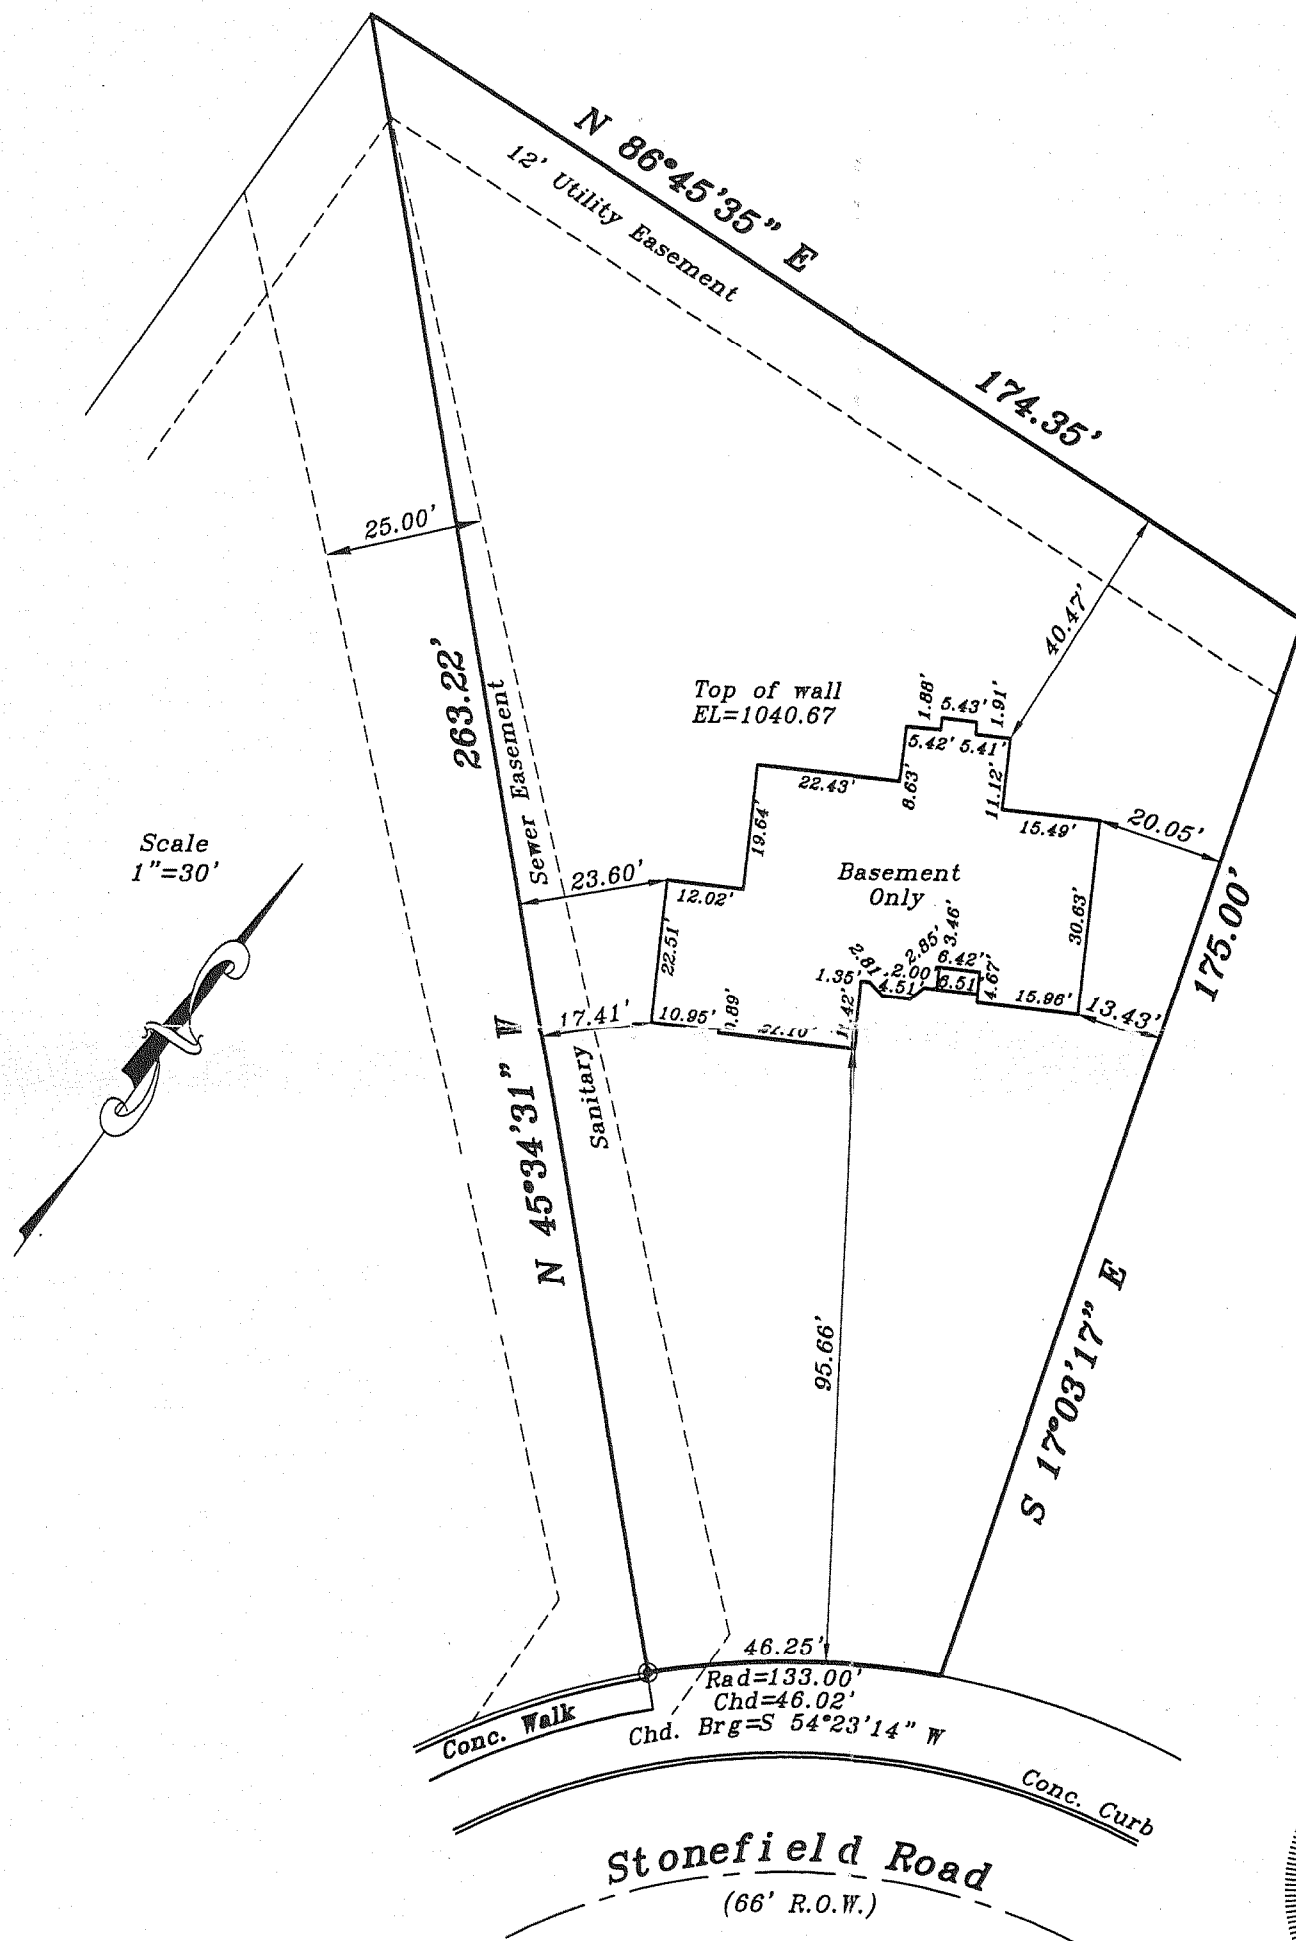 N 86°45'35" E
12' Utility Easement
174.35'
25.00'
40.47'
263.22'
Sewer Easement
Top of wall
EL=1040.67
1.88'
5.43'
1.91'
5.42'
5.41'
22.43'
8.63'
11.12'
15.49'
20.05'
19.64'
Scale
1"=30'
23.60'
12.02'
Basement
Only
30.63'
175.00'
22.51'
2.85'
3.46'
2.81
2.00'
6.42'
1.35'
4.51'
6.51
4.67'
15.96'
13.43'
17.41'
10.95'
N 45°34'31" W
Sanitary
95.66'
S 17°03'17" E
46.25'
Rad=133.00'
Chd=46.02'
Chd. Brg=S 54°23'14" W
Conc. Walk
Conc. Curb
Stonefield Road
(66' R.O.W.)